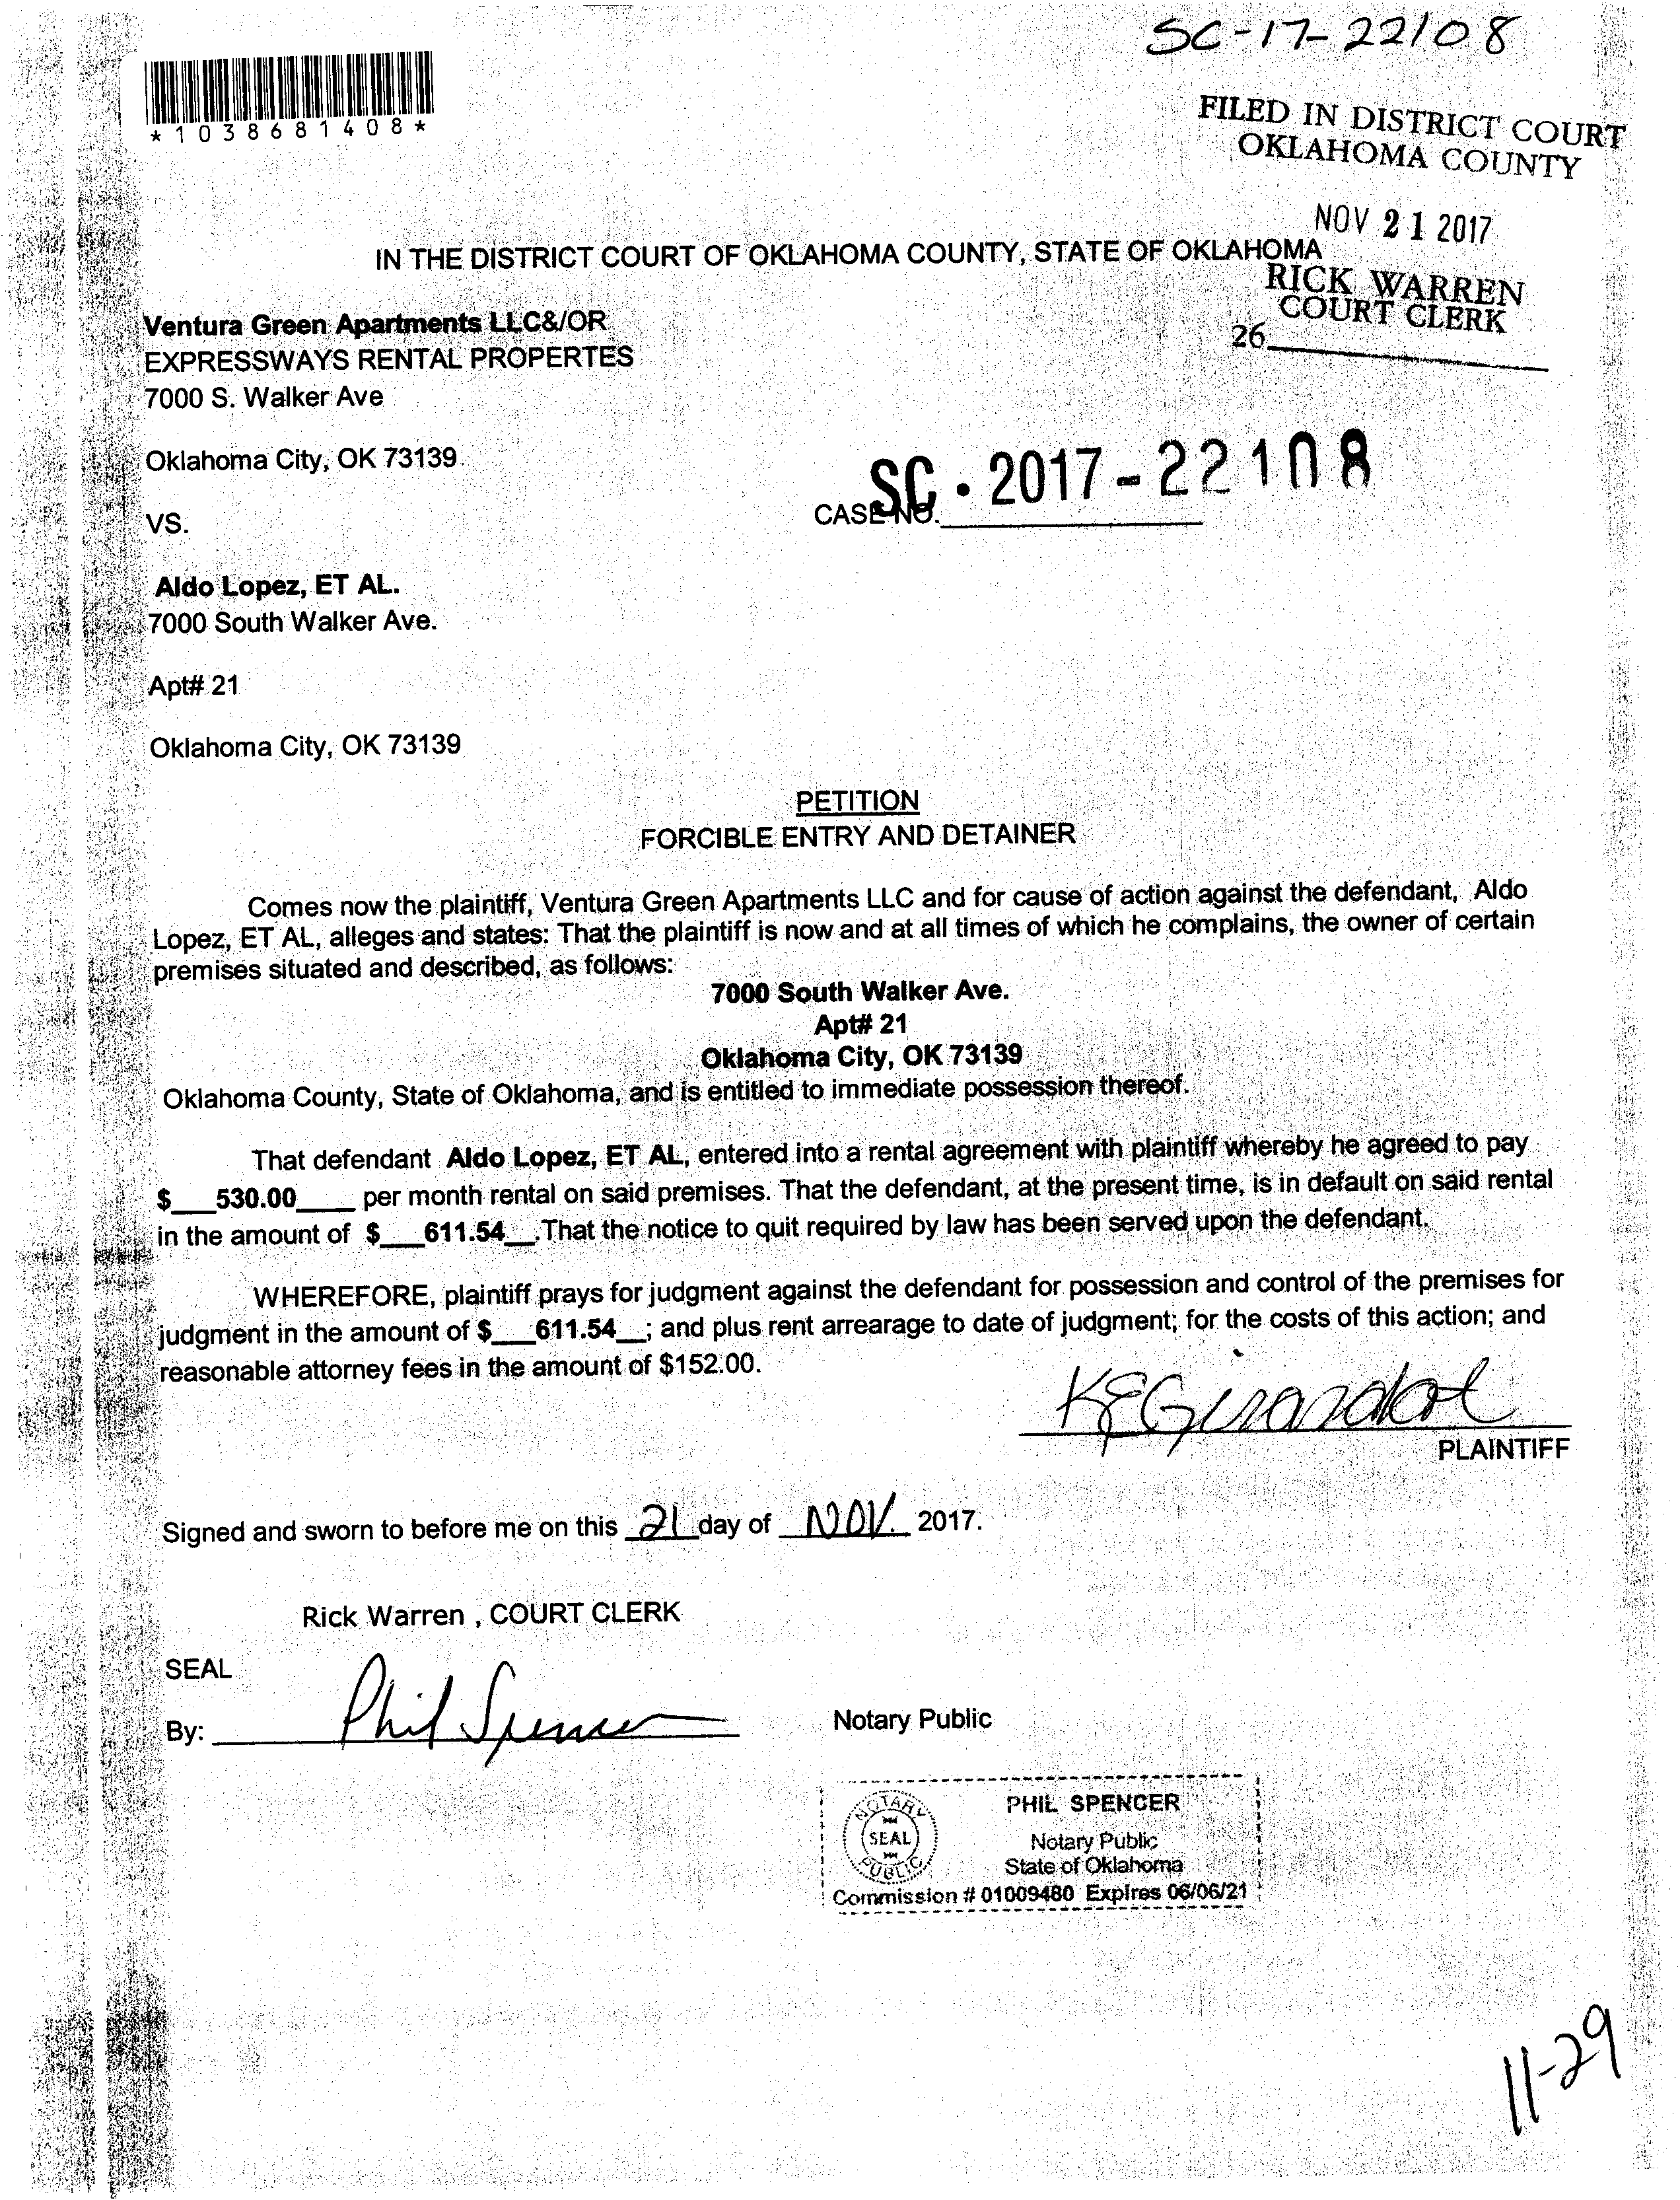 SC-17-22108
*1038681408*
FILED IN DISTRICT COURT
OKLAHOMA COUNTY
NOV 21 2017
IN THE DISTRICT COURT OF OKLAHOMA COUNTY, STATE OF OKLAHOMA
RICK WARREN
COURT CLERK
26
Ventura Green Apartments LLC&/OR
EXPRESSWAYS RENTAL PROPERTES
7000 S. Walker Ave
Oklahoma City, OK 73139
SC - 2017 - 22108
CASE NO.
VS.
Aldo Lopez, ET AL.
7000 South Walker Ave.
Apt# 21
Oklahoma City, OK 73139
PETITION
FORCIBLE ENTRY AND DETAINER
Comes now the plaintiff, Ventura Green Apartments LLC and for cause of action against the defendant, Aldo
Lopez, ET AL, alleges and states: That the plaintiff is now and at all times of which he complains, the owner of certain
premises situated and described, as follows:
7000 South Walker Ave.
Apt# 21
Oklahoma City, OK 73139
Oklahoma County, State of Oklahoma, and is entitled to immediate possession thereof.
That defendant Aldo Lopez, ET AL, entered into a rental agreement with plaintiff whereby he agreed to pay
$___530.00____ per month rental on said premises. That the defendant, at the present time, is in default on said rental
in the amount of $___611.54__.That the notice to quit required by law has been served upon the defendant.
WHEREFORE, plaintiff prays for judgment against the defendant for possession and control of the premises for
judgment in the amount of $___611.54__; and plus rent arrearage to date of judgment; for the costs of this action; and
reasonable attorney fees in the amount of $152.00.
KEGirardot
PLAINTIFF
Signed and sworn to before me on this 21 day of NOV. 2017.
Rick Warren , COURT CLERK
SEAL
By: Phil Spencer Notary Public
NOTARY
SEAL
PUBLIC
PHIL SPENCER
Notary Public
State of Oklahoma
Commission # 01009480 Expires 06/06/21
11-29